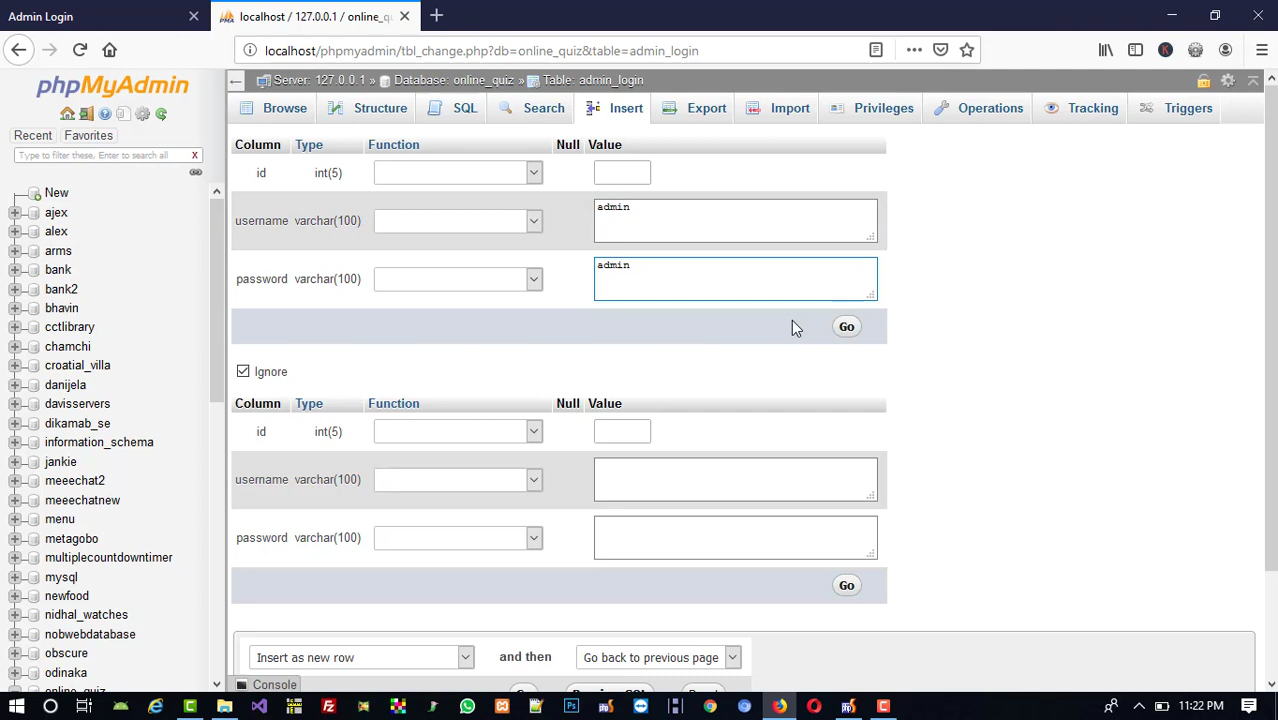 Admin Login
localhost / 127.0.0.1 / online_qu
localhost/phpmyadmin/tbl_change.php?db=online_quiz&table=admin_login
phpMyAdmin
Server: 127.0.0.1 » Database: online_quiz » Table: admin_login
Browse Structure SQL Search Insert Export Import Privileges Operations Tracking Triggers
Recent Favorites
Type to filter these, Enter to search all X
New
ajex
alex
arms
bank
bank2
bhavin
cctlibrary
chamchi
croatial_villa
danijela
davisservers
dikamab_se
information_schema
jankie
meeechat2
meeechatnew
menu
metagobo
multiplecountdowntimer
mysql
newfood
nidhal_watches
nobwebdatabase
obscure
odinaka
online_quiz
Column Type Function Null Value
id int(5)
username varchar(100) admin
password varchar(100) admin
Go
Ignore
Column Type Function Null Value
id int(5)
username varchar(100)
password varchar(100)
Go
Insert as new row and then Go back to previous page
Console
11:22 PM